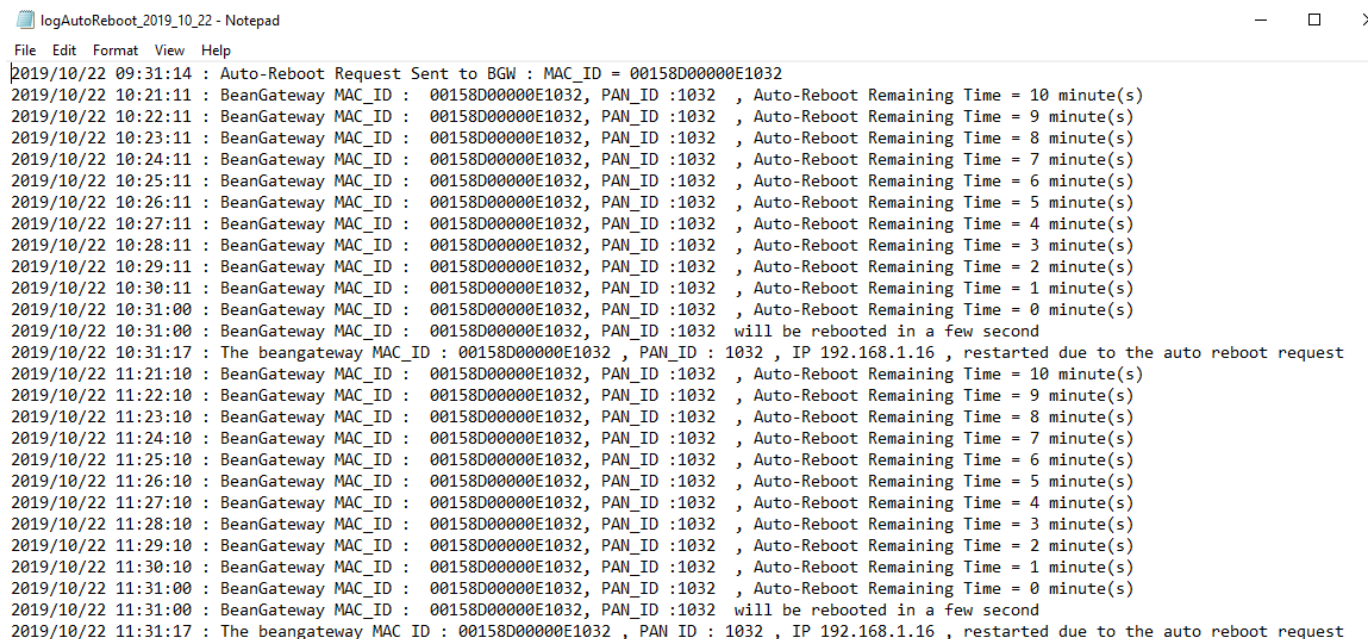 logAutoReboot_2019_10_22 - Notepad
File Edit Format View Help
2019/10/22 09:31:14 : Auto-Reboot Request Sent to BGW : MAC_ID = 00158D00000E1032
2019/10/22 10:21:11 : BeanGateway MAC_ID :  00158D00000E1032, PAN_ID :1032  , Auto-Reboot Remaining Time = 10 minute(s)
2019/10/22 10:22:11 : BeanGateway MAC_ID :  00158D00000E1032, PAN_ID :1032  , Auto-Reboot Remaining Time = 9 minute(s)
2019/10/22 10:23:11 : BeanGateway MAC_ID :  00158D00000E1032, PAN_ID :1032  , Auto-Reboot Remaining Time = 8 minute(s)
2019/10/22 10:24:11 : BeanGateway MAC_ID :  00158D00000E1032, PAN_ID :1032  , Auto-Reboot Remaining Time = 7 minute(s)
2019/10/22 10:25:11 : BeanGateway MAC_ID :  00158D00000E1032, PAN_ID :1032  , Auto-Reboot Remaining Time = 6 minute(s)
2019/10/22 10:26:11 : BeanGateway MAC_ID :  00158D00000E1032, PAN_ID :1032  , Auto-Reboot Remaining Time = 5 minute(s)
2019/10/22 10:27:11 : BeanGateway MAC_ID :  00158D00000E1032, PAN_ID :1032  , Auto-Reboot Remaining Time = 4 minute(s)
2019/10/22 10:28:11 : BeanGateway MAC_ID :  00158D00000E1032, PAN_ID :1032  , Auto-Reboot Remaining Time = 3 minute(s)
2019/10/22 10:29:11 : BeanGateway MAC_ID :  00158D00000E1032, PAN_ID :1032  , Auto-Reboot Remaining Time = 2 minute(s)
2019/10/22 10:30:11 : BeanGateway MAC_ID :  00158D00000E1032, PAN_ID :1032  , Auto-Reboot Remaining Time = 1 minute(s)
2019/10/22 10:31:00 : BeanGateway MAC_ID :  00158D00000E1032, PAN_ID :1032  , Auto-Reboot Remaining Time = 0 minute(s)
2019/10/22 10:31:00 : BeanGateway MAC_ID :  00158D00000E1032, PAN_ID :1032  will be rebooted in a few second
2019/10/22 10:31:17 : The beangateway MAC_ID : 00158D00000E1032 , PAN_ID : 1032 , IP 192.168.1.16 , restarted due to the auto reboot request
2019/10/22 11:21:10 : BeanGateway MAC_ID :  00158D00000E1032, PAN_ID :1032  , Auto-Reboot Remaining Time = 10 minute(s)
2019/10/22 11:22:10 : BeanGateway MAC_ID :  00158D00000E1032, PAN_ID :1032  , Auto-Reboot Remaining Time = 9 minute(s)
2019/10/22 11:23:10 : BeanGateway MAC_ID :  00158D00000E1032, PAN_ID :1032  , Auto-Reboot Remaining Time = 8 minute(s)
2019/10/22 11:24:10 : BeanGateway MAC_ID :  00158D00000E1032, PAN_ID :1032  , Auto-Reboot Remaining Time = 7 minute(s)
2019/10/22 11:25:10 : BeanGateway MAC_ID :  00158D00000E1032, PAN_ID :1032  , Auto-Reboot Remaining Time = 6 minute(s)
2019/10/22 11:26:10 : BeanGateway MAC_ID :  00158D00000E1032, PAN_ID :1032  , Auto-Reboot Remaining Time = 5 minute(s)
2019/10/22 11:27:10 : BeanGateway MAC_ID :  00158D00000E1032, PAN_ID :1032  , Auto-Reboot Remaining Time = 4 minute(s)
2019/10/22 11:28:10 : BeanGateway MAC_ID :  00158D00000E1032, PAN_ID :1032  , Auto-Reboot Remaining Time = 3 minute(s)
2019/10/22 11:29:10 : BeanGateway MAC_ID :  00158D00000E1032, PAN_ID :1032  , Auto-Reboot Remaining Time = 2 minute(s)
2019/10/22 11:30:10 : BeanGateway MAC_ID :  00158D00000E1032, PAN_ID :1032  , Auto-Reboot Remaining Time = 1 minute(s)
2019/10/22 11:31:00 : BeanGateway MAC_ID :  00158D00000E1032, PAN_ID :1032  , Auto-Reboot Remaining Time = 0 minute(s)
2019/10/22 11:31:00 : BeanGateway MAC_ID :  00158D00000E1032, PAN_ID :1032  will be rebooted in a few second
2019/10/22 11:31:17 : The beangateway MAC_ID : 00158D00000E1032 , PAN_ID : 1032 , IP 192.168.1.16 , restarted due to the auto reboot request